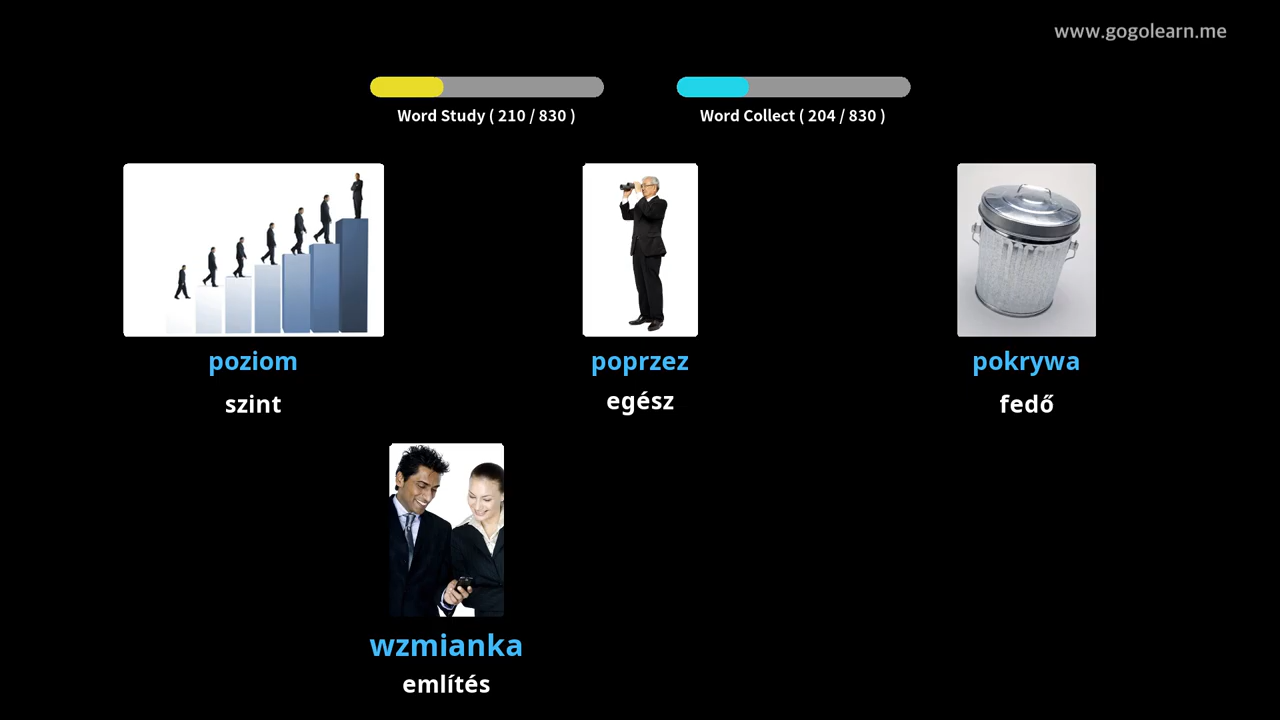 www.gogolearn.me
Word Study ( 210 / 830 )
Word Collect ( 204 / 830 )
poziom
szint
poprzez
egész
pokrywa
fedő
wzmianka
említés